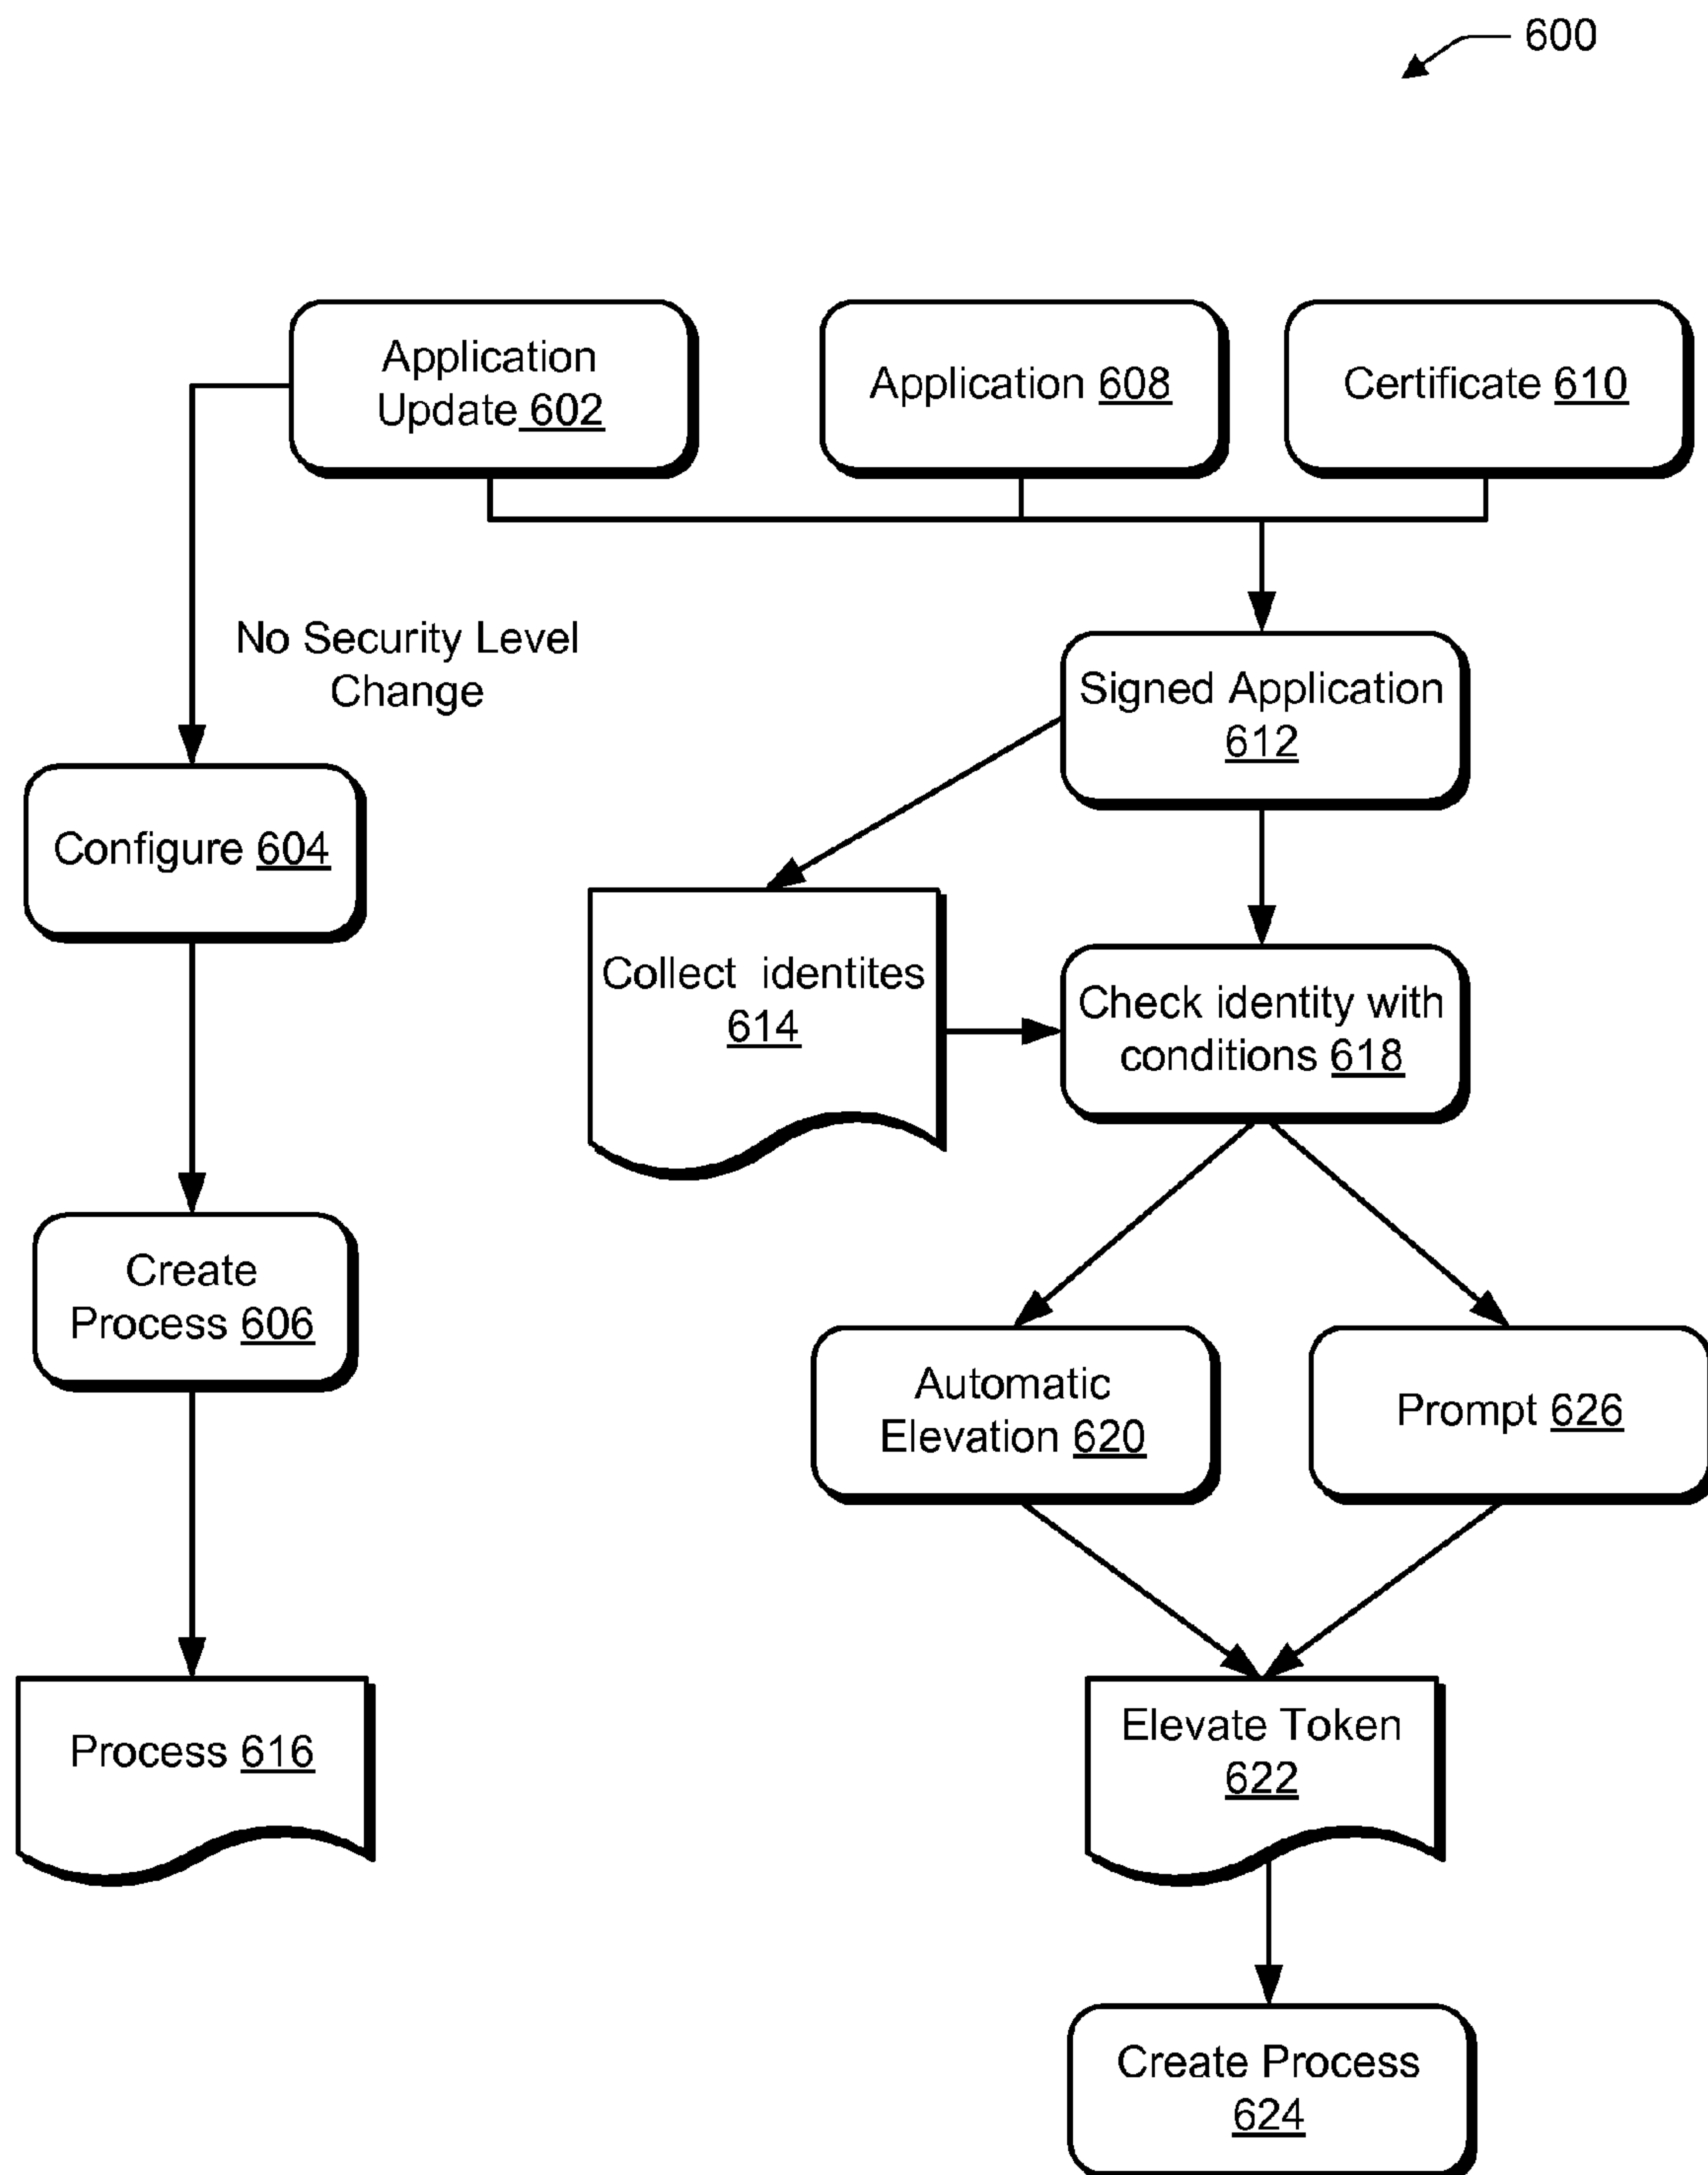 600
Application
Update 602
Application 608
Certificate 610
No Security Level
Change
Signed Application
612
Configure 604
Collect identites
614
Check identity with
conditions 618
Create
Process 606
Automatic
Elevation 620
Prompt 626
Process 616
Elevate Token
622
Create Process
624